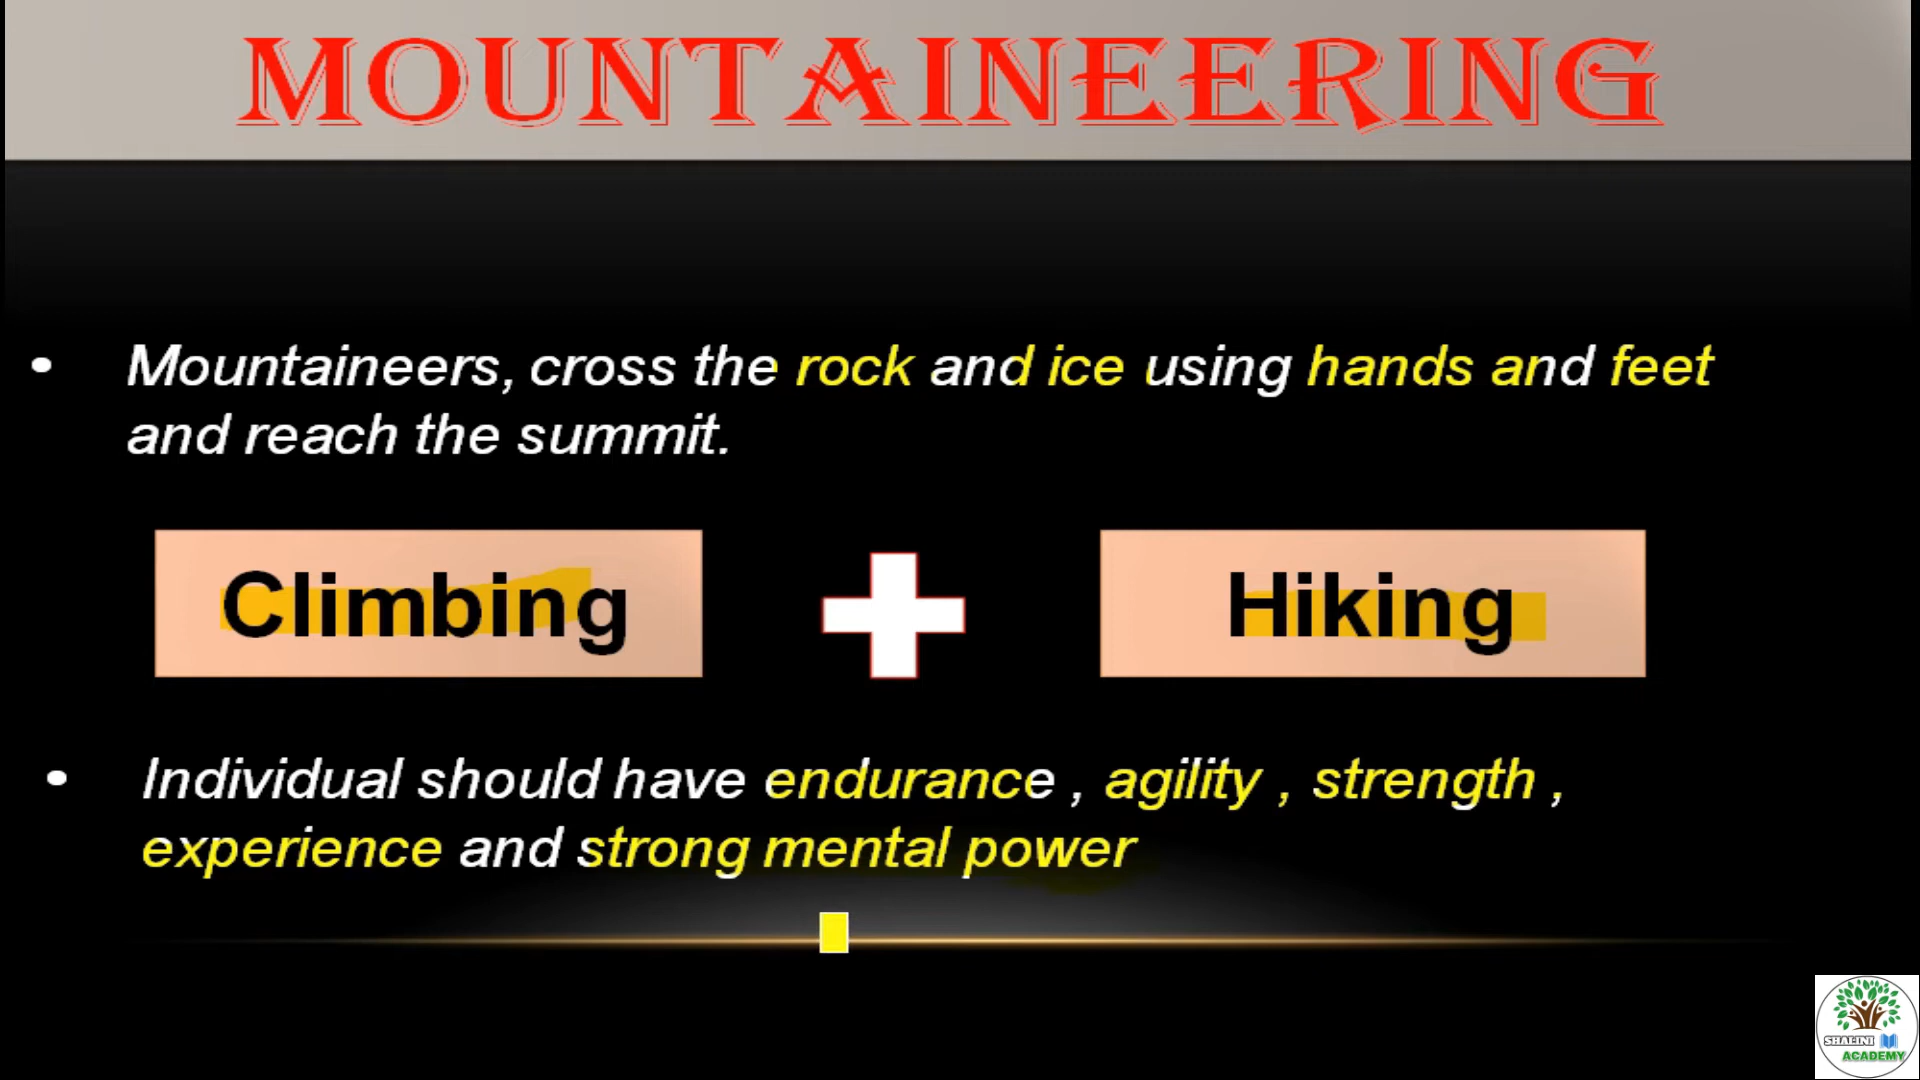 MOUNTAINEERING
• Mountaineers, cross the rock and ice using hands and feet
and reach the summit.
Climbing
Hiking
• Individual should have endurance , agility , strength ,
experience and strong mental power
SHALINI
ACADEMY